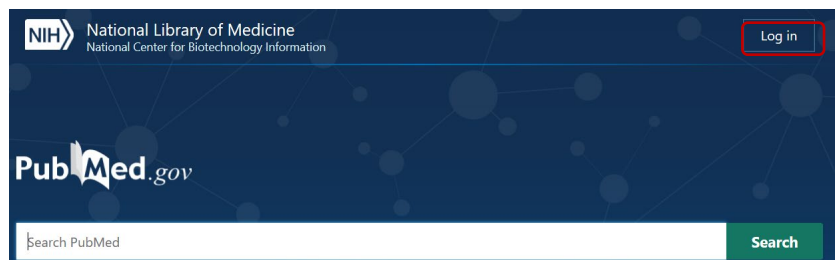 NIH
National Library of Medicine
National Center for Biotechnology Information
Log in
PubMed.gov
Search PubMed
Search